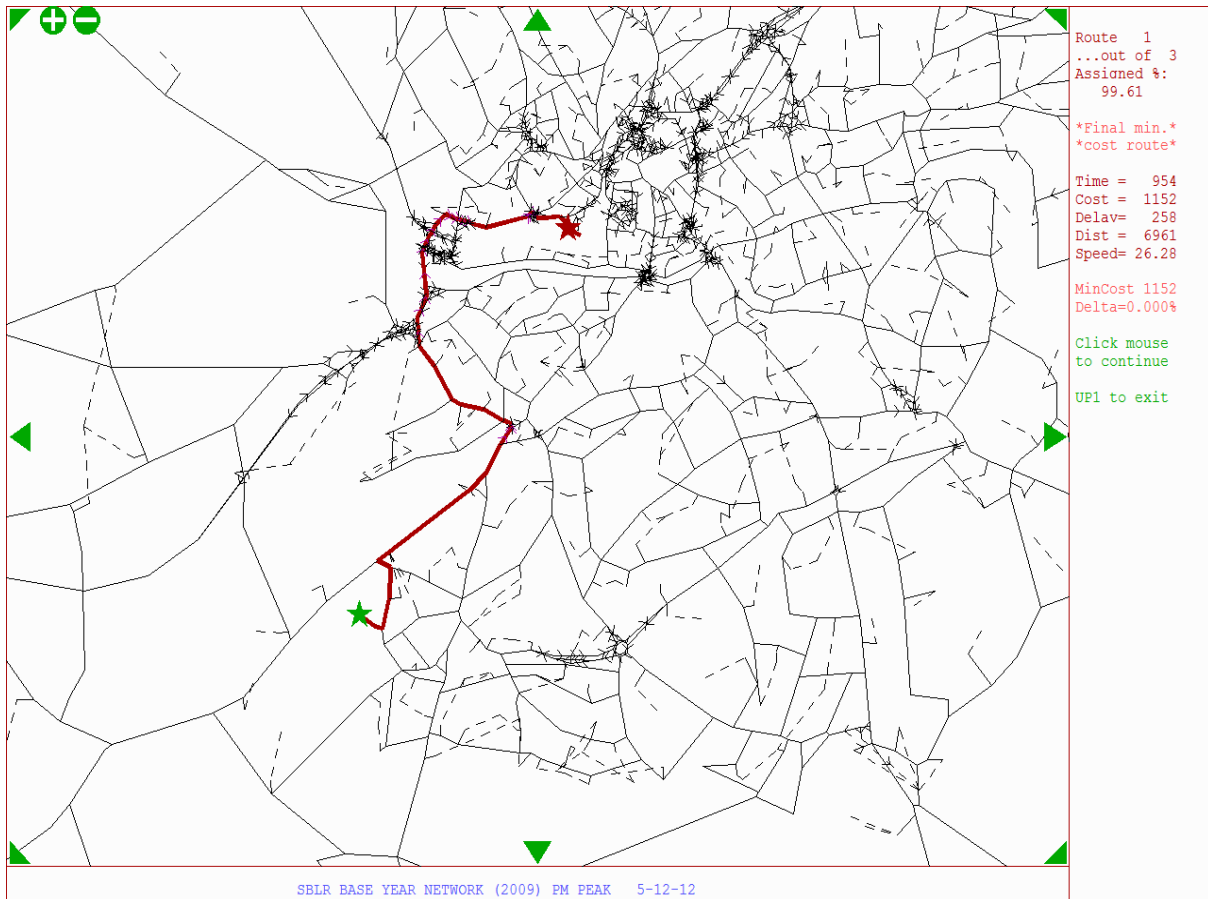 Route 1
...out of 3
Assigned %:
99.61
*Final min.*
*cost route*
Time = 954
Cost = 1152
Delay= 258
Dist = 6961
Speed= 26.28
MinCost 1152
Delta=0.000%
Click mouse
to continue
UP1 to exit
SBLR BASE YEAR NETWORK (2009) PM PEAK 5-12-12